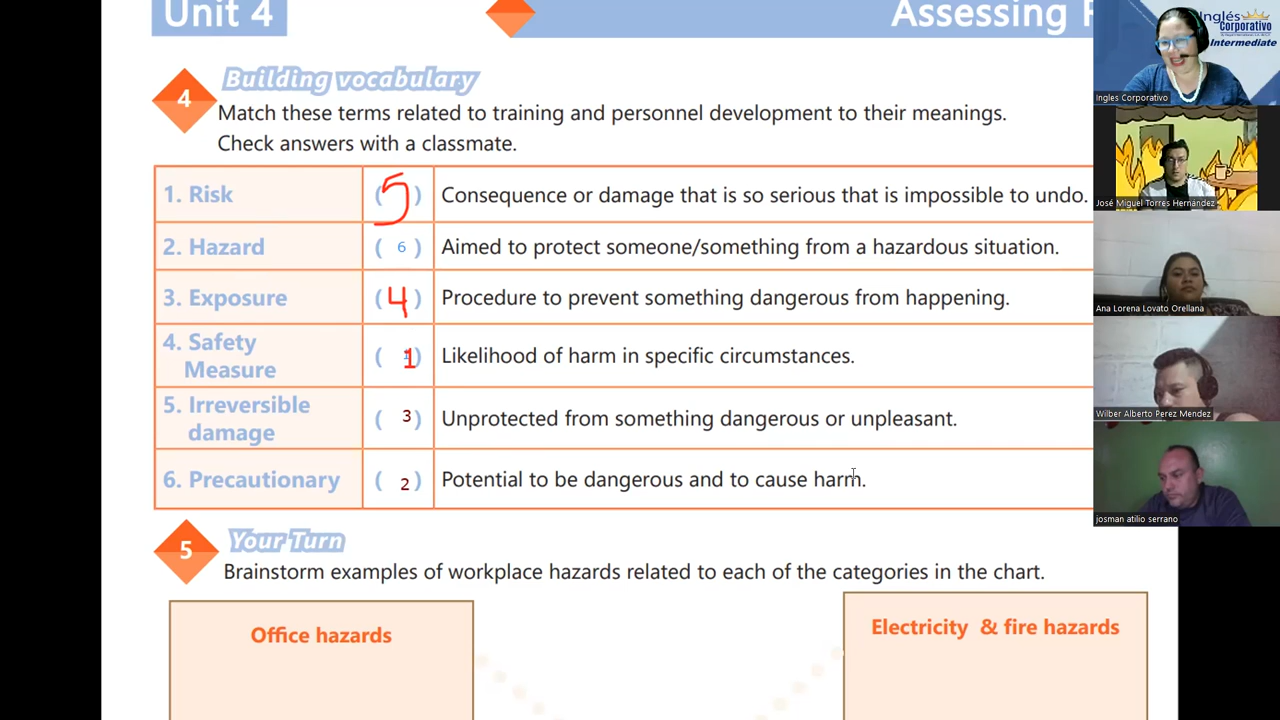 Unit 4
Assessing
Building vocabulary
4
Match these terms related to training and personnel development to their meanings.
Check answers with a classmate.
1. Risk ( 5 ) Consequence or damage that is so serious that is impossible to undo.
2. Hazard ( 6 ) Aimed to protect someone/something from a hazardous situation.
3. Exposure ( 4 ) Procedure to prevent something dangerous from happening.
4. Safety
Measure ( 1 ) Likelihood of harm in specific circumstances.
5. Irreversible
damage ( 3 ) Unprotected from something dangerous or unpleasant.
6. Precautionary ( 2 ) Potential to be dangerous and to cause harm.
5
Your Turn
Brainstorm examples of workplace hazards related to each of the categories in the chart.
Office hazards
Electricity & fire hazards
Inglés
Corporativo
Intermediate
Ingles Corporativo
José Miguel Torres Hernandez
Ana Lorena Lovato Orellana
Wilber Alberto Perez Mendez
josman atilio serrano